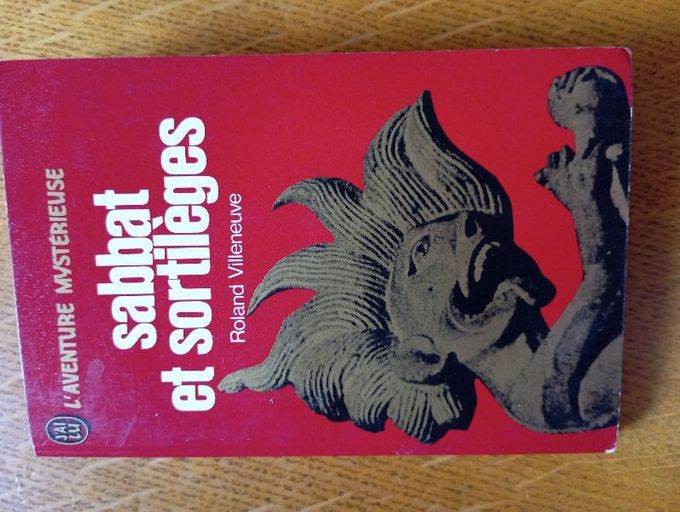 J'AI
LU
L'AVENTURE MYSTÉRIEUSE
sabbat
et sortilèges
Roland Villeneuve